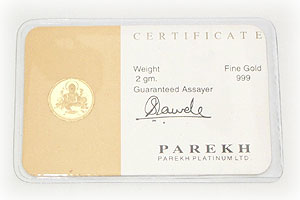 CERTIFICATE
Weight Fine Gold
2 gm. 999
Guaranteed Assayer
PAREKH
PAREKH PLATINUM LTD.